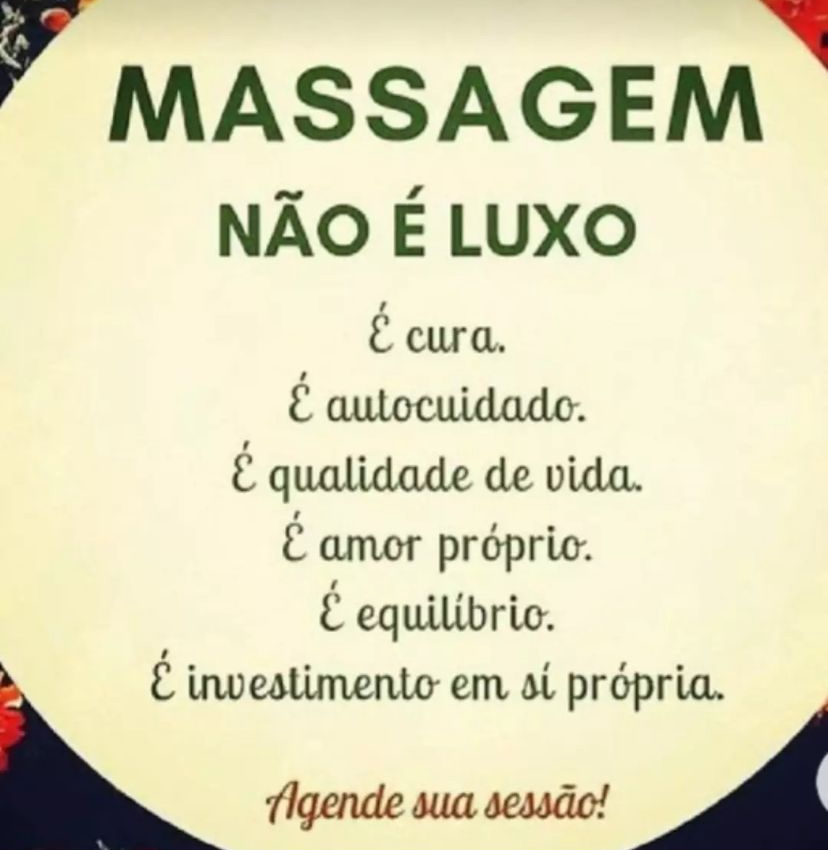 MASSAGEM
NÃO É LUXO
É cura.
É autocuidado.
É qualidade de vida.
É amor próprio.
É equilíbrio.
É investimento em sí própria.
Agende sua sessão!